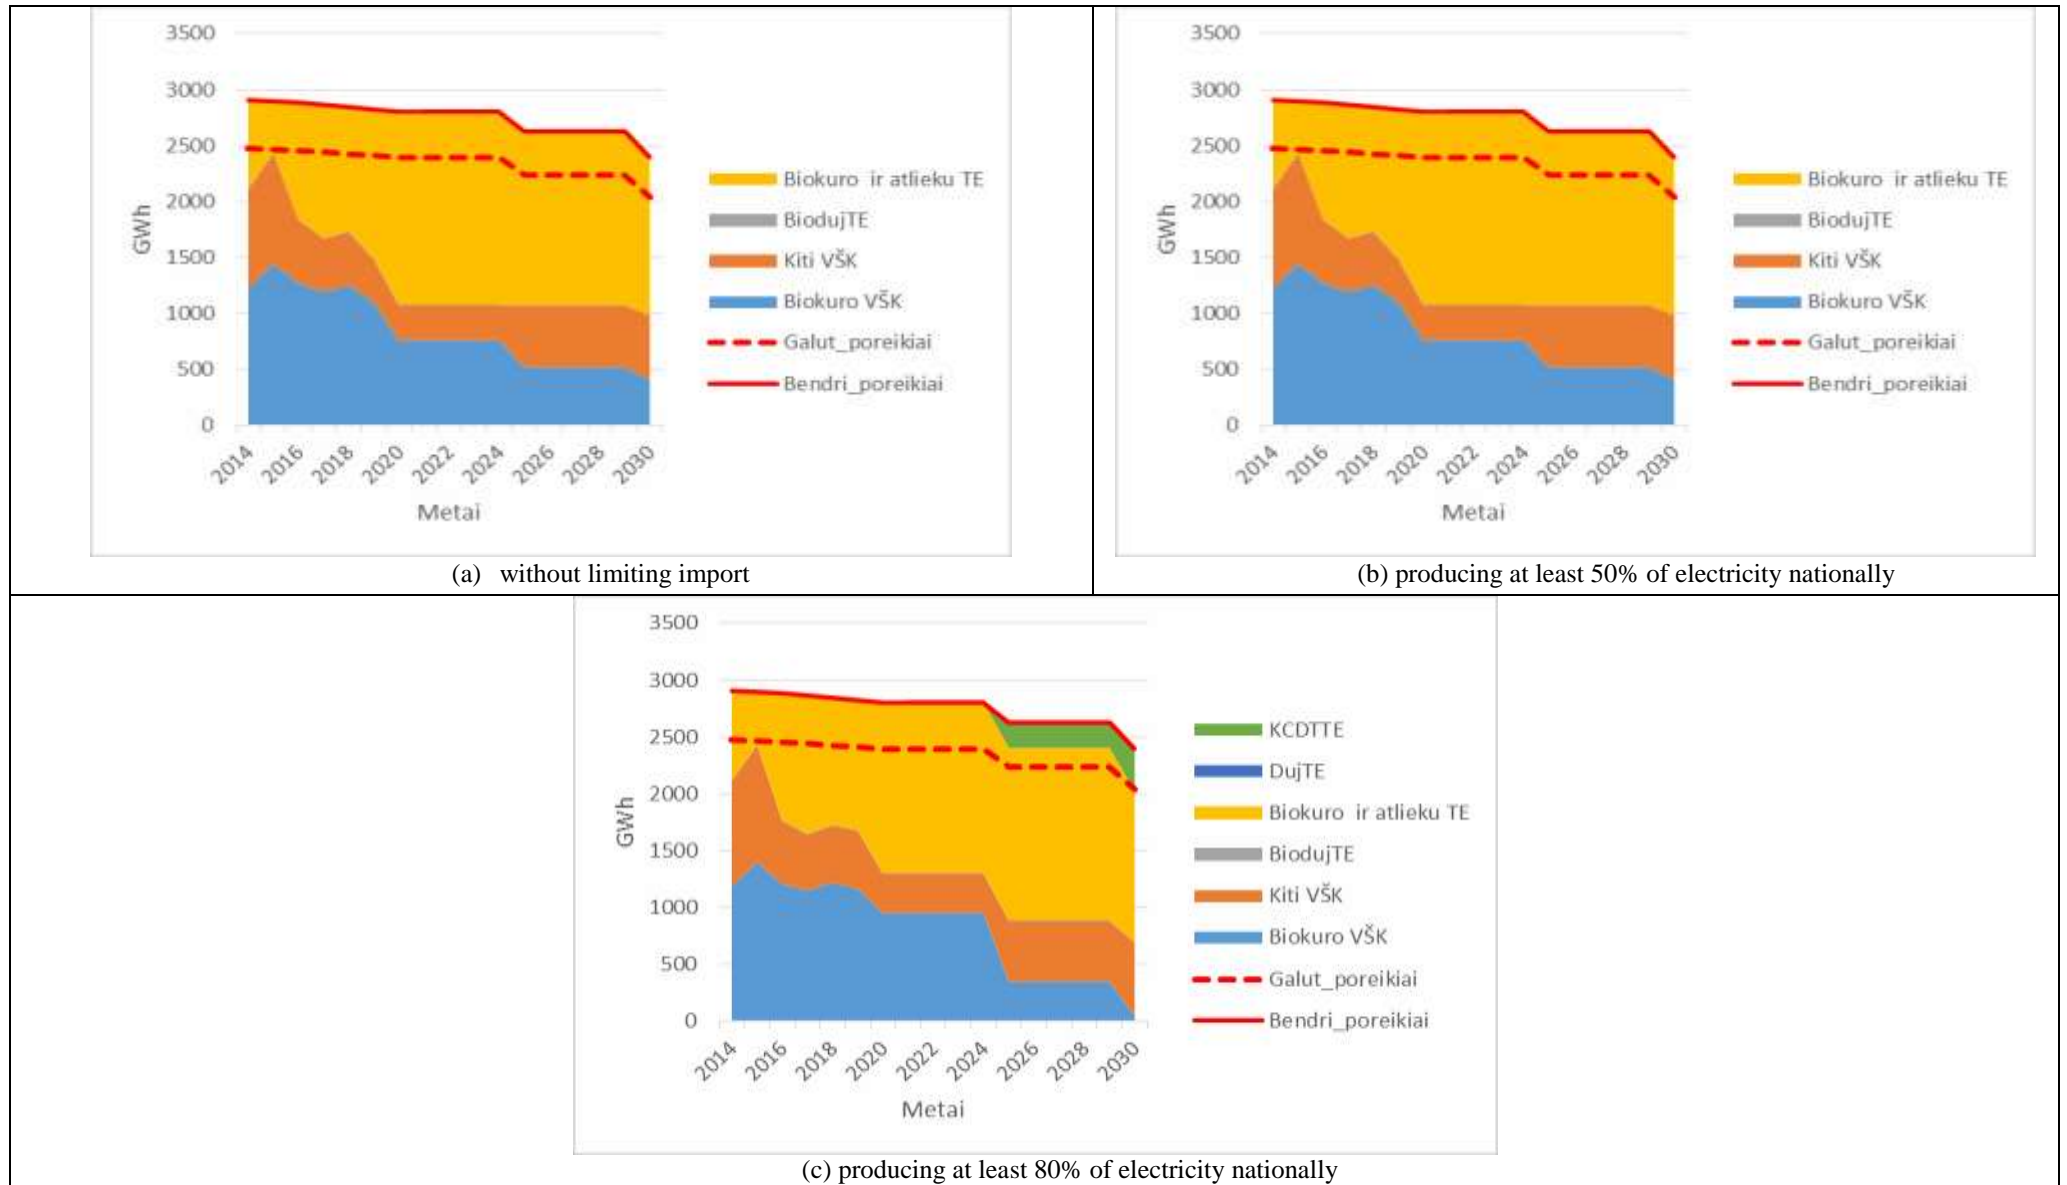 3500
3000
2500
2000
1500
1000
500
0
GWh
2014 2016 2018 2020 2022 2024 2026 2028 2030
Metai
Biokuro ir atlieku TE
BiodujTE
Kiti VŠK
Biokuro VŠK
Galut_poreikiai
Bendri_poreikiai
(a) without limiting import
3500
3000
2500
2000
1500
1000
500
0
GWh
2014 2016 2018 2020 2022 2024 2026 2028 2030
Metai
Biokuro ir atlieku TE
BiodujTE
Kiti VŠK
Biokuro VŠK
Galut_poreikiai
Bendri_poreikiai
(b) producing at least 50% of electricity nationally
3500
3000
2500
2000
1500
1000
500
0
GWh
2014 2016 2018 2020 2022 2024 2026 2028 2030
Metai
KCDTTE
DujTE
Biokuro ir atlieku TE
BiodujTE
Kiti VŠK
Biokuro VŠK
Galut_poreikiai
Bendri_poreikiai
(c) producing at least 80% of electricity nationally